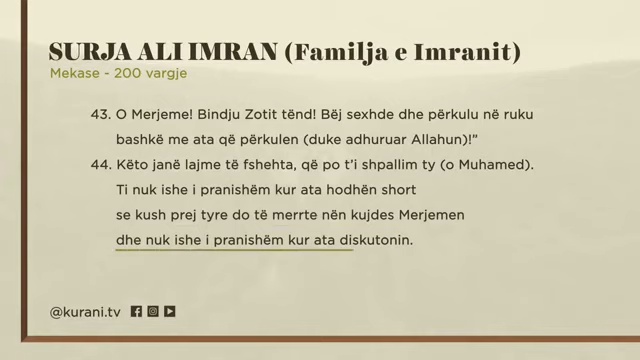 SURJA ALI IMRAN (Familja e Imranit)
Mekase - 200 vargje
43. O Merjeme! Bindju Zotit tënd! Bëj sexhde dhe përkulu në ruku
bashkë me ata që përkulen (duke adhuruar Allahun)!”
44. Këto janë lajme të fshehta, që po t’i shpallim ty (o Muhamed).
Ti nuk ishe i pranishëm kur ata hodhën short
se kush prej tyre do të merrte nën kujdes Merjemen
dhe nuk ishe i pranishëm kur ata diskutonin.
@kurani.tv